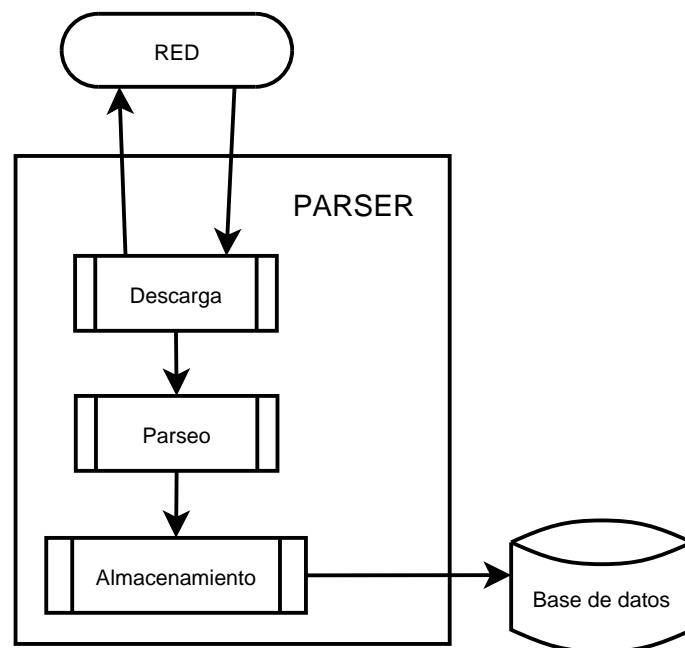 RED
PARSER
Descarga
Parseo
Almacenamiento
Base de datos